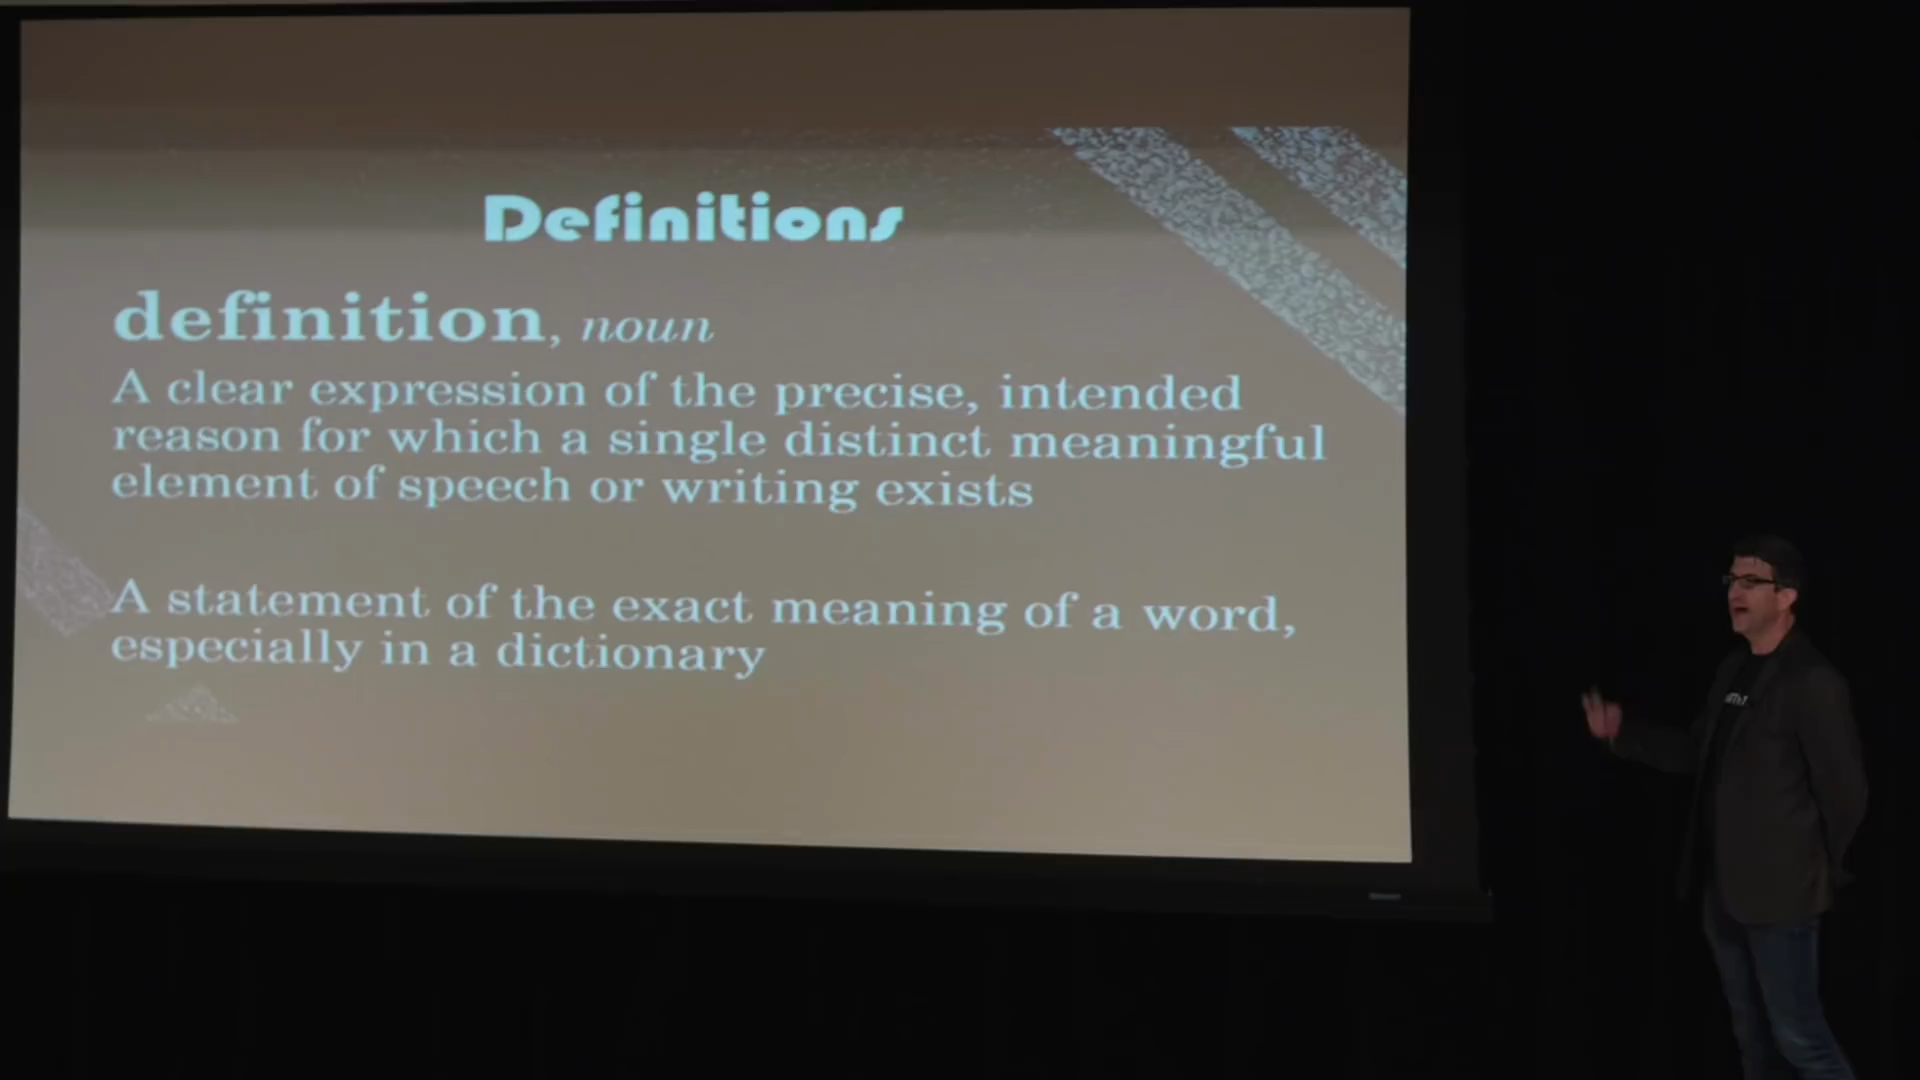 Definitions
definition, noun
A clear expression of the precise, intended
reason for which a single distinct meaningful
element of speech or writing exists
A statement of the exact meaning of a word,
especially in a dictionary